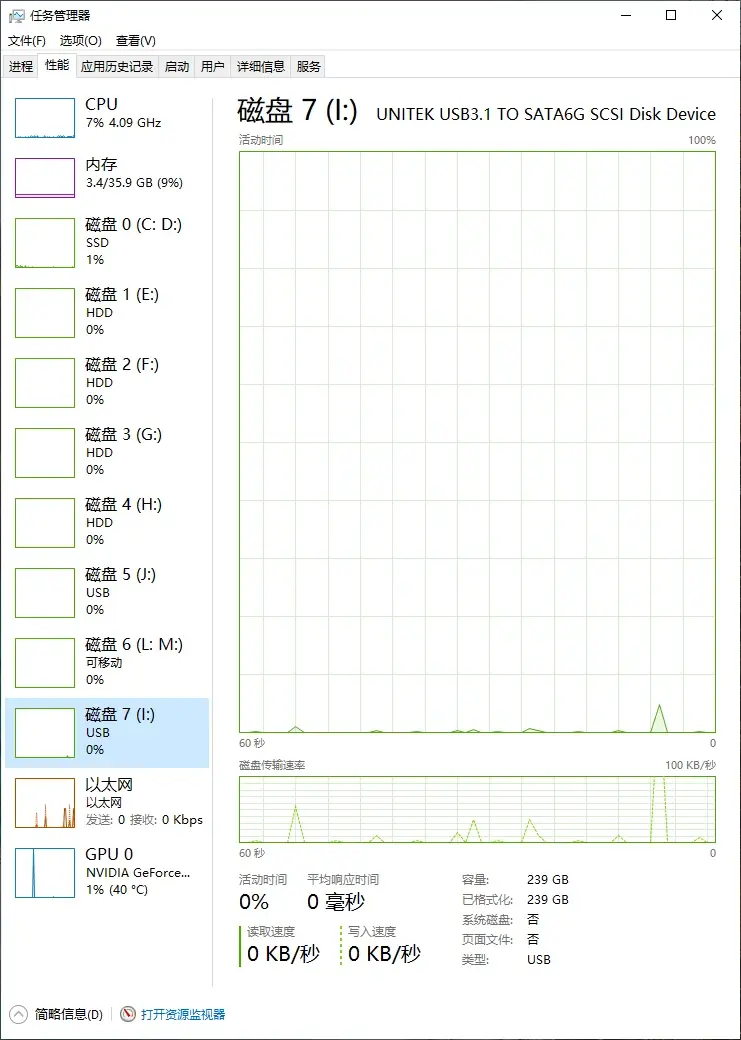 任务管理器
文件(F) 选项(O) 查看(V)
进程 性能 应用历史记录 启动 用户 详细信息 服务
CPU
7% 4.09 GHz
内存
3.4/35.9 GB (9%)
磁盘 0 (C: D:)
SSD
1%
磁盘 1 (E:)
HDD
0%
磁盘 2 (F:)
HDD
0%
磁盘 3 (G:)
HDD
0%
磁盘 4 (H:)
HDD
0%
磁盘 5 (J:)
USB
0%
磁盘 6 (L: M:)
可移动
0%
磁盘 7 (I:)
USB
0%
以太网
以太网
发送: 0 接收: 0 Kbps
GPU 0
NVIDIA GeForce...
1% (40 °C)
磁盘 7 (I:) UNITEK USB3.1 TO SATA6G SCSI Disk Device
活动时间 100%
60 秒 0
磁盘传输速率 100 KB/秒
60 秒 0
活动时间 平均响应时间
0% 0 毫秒
读取速度 写入速度
0 KB/秒 0 KB/秒
容量: 239 GB
已格式化: 239 GB
系统磁盘: 否
页面文件: 否
类型: USB
简略信息(D) 打开资源监视器